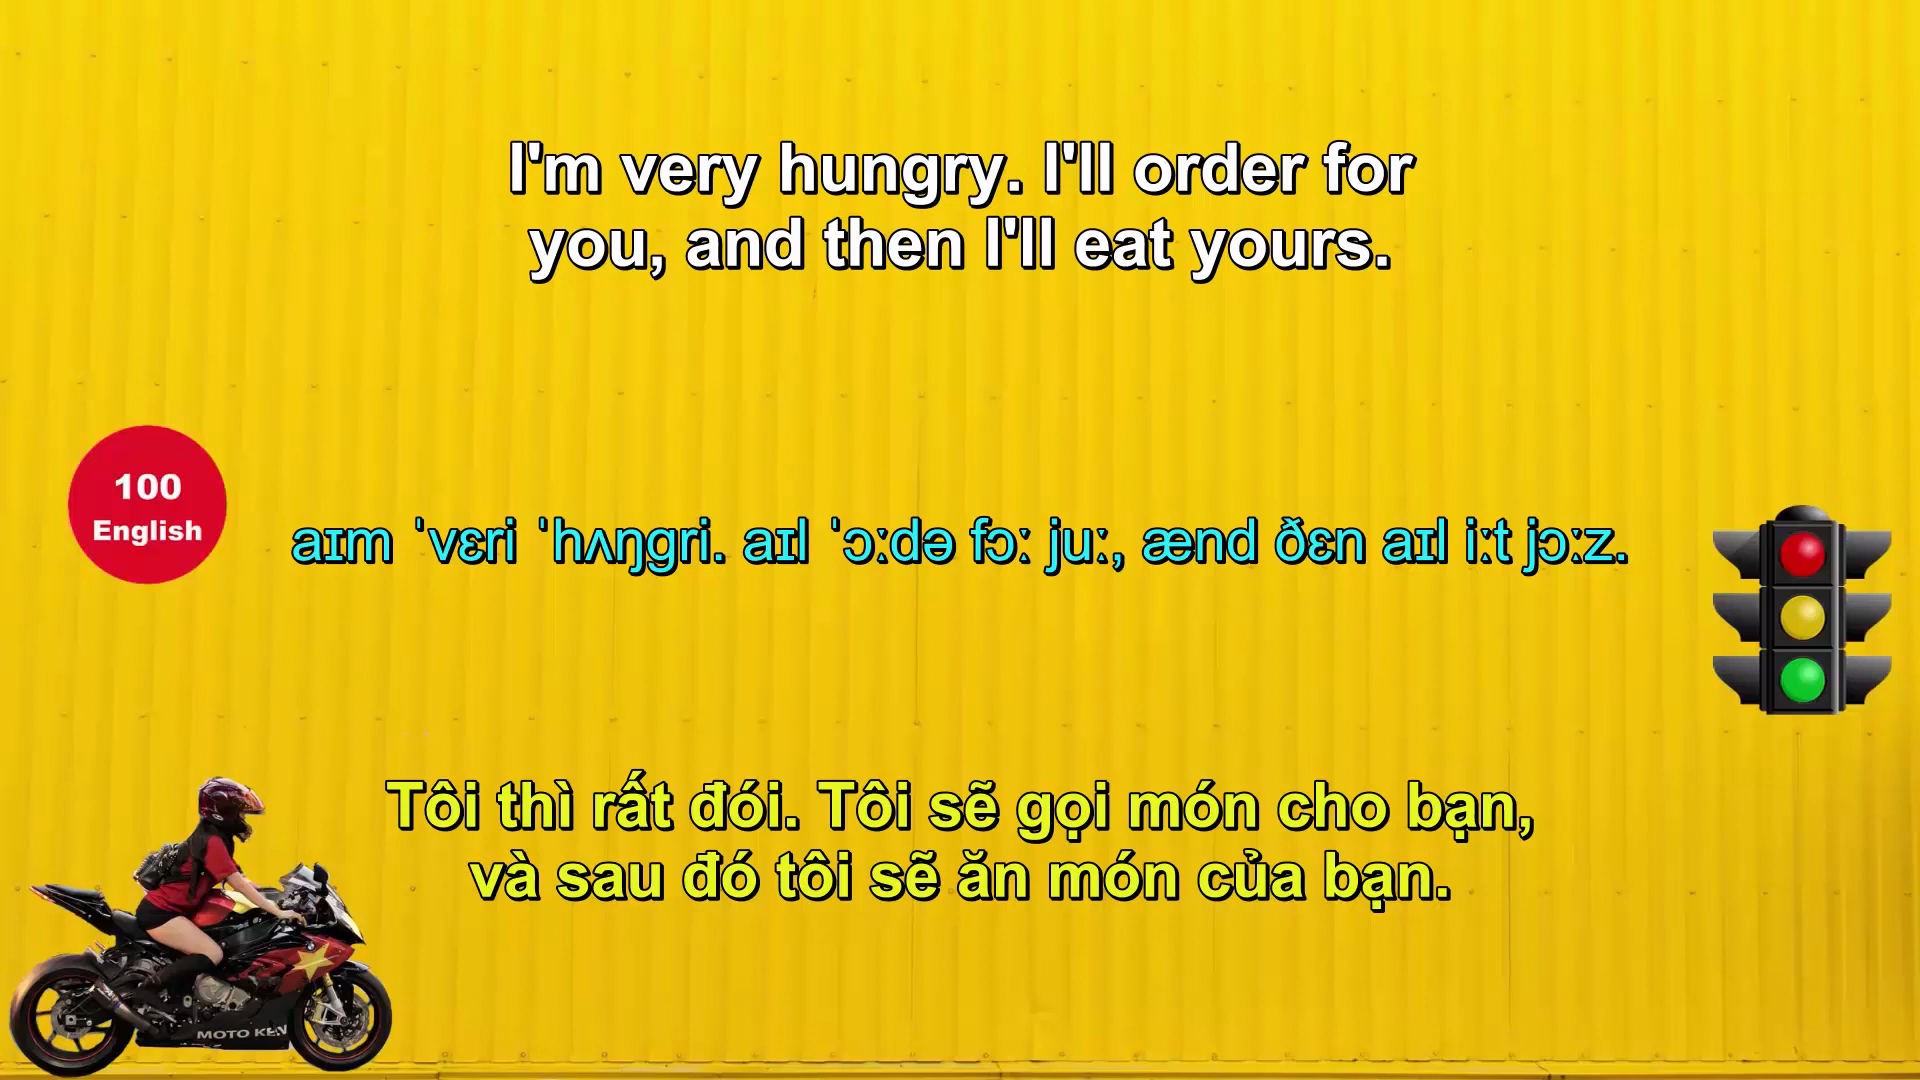 I'm very hungry. I'll order for
you, and then I'll eat yours.
100
English
aɪm ˈvɛri ˈhʌŋgri. aɪl ˈɔːdə fɔː juː, ænd ðɛn aɪl iːt jɔːz.
Tôi thì rất đói. Tôi sẽ gọi món cho bạn,
và sau đó tôi sẽ ăn món của bạn.
MOTO KEN